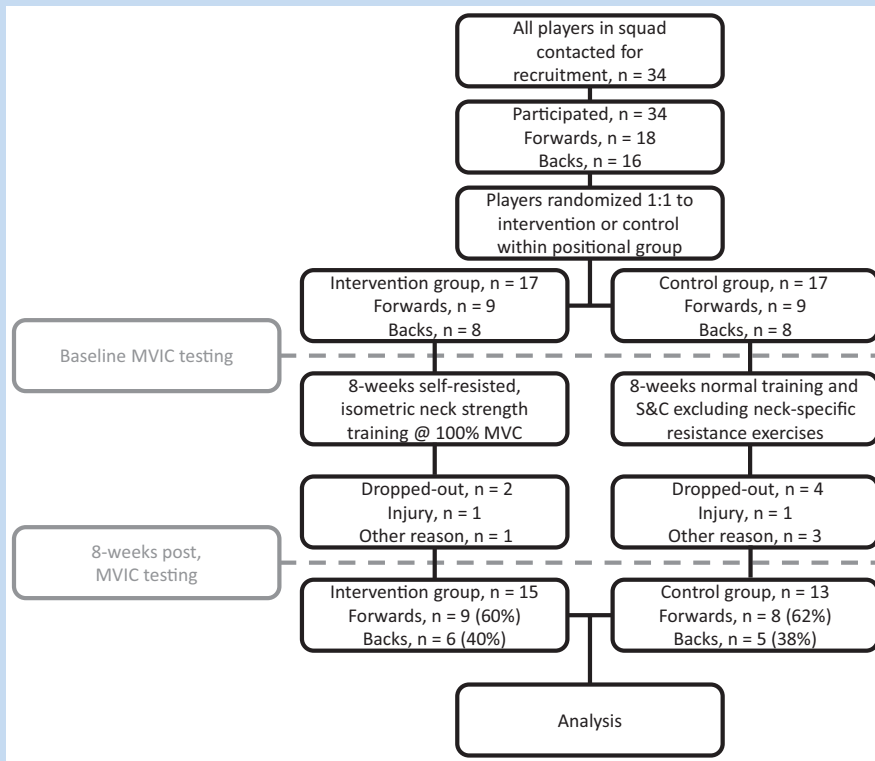 All players in squad
contacted for
recruitment, n = 34
Participated, n = 34
Forwards, n = 18
Backs, n = 16
Players randomized 1:1 to
intervention or control
within positional group
Intervention group, n = 17
Forwards, n = 9
Backs, n = 8
Control group, n = 17
Forwards, n = 9
Backs, n = 8
Baseline MVIC testing
8-weeks self-resisted,
isometric neck strength
training @ 100% MVC
8-weeks normal training and
S&C excluding neck-specific
resistance exercises
Dropped-out, n = 2
Injury, n = 1
Other reason, n = 1
Dropped-out, n = 4
Injury, n = 1
Other reason, n = 3
8-weeks post,
MVIC testing
Intervention group, n = 15
Forwards, n = 9 (60%)
Backs, n = 6 (40%)
Control group, n = 13
Forwards, n = 8 (62%)
Backs, n = 5 (38%)
Analysis